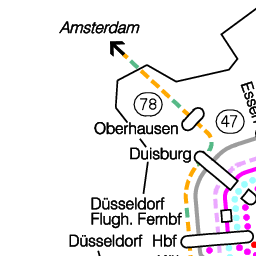 Amsterdam
78
47
Essen
Oberhausen
Duisburg
Düsseldorf
Flugh. Fernbf
Düsseldorf Hbf